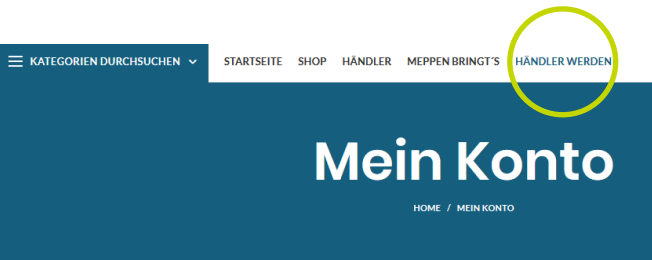 KATEGORIEN DURCHSUCHEN STARTSEITE SHOP HÄNDLER MEPPEN BRINGT´S HÄNDLER WERDEN
Mein Konto
HOME / MEIN KONTO